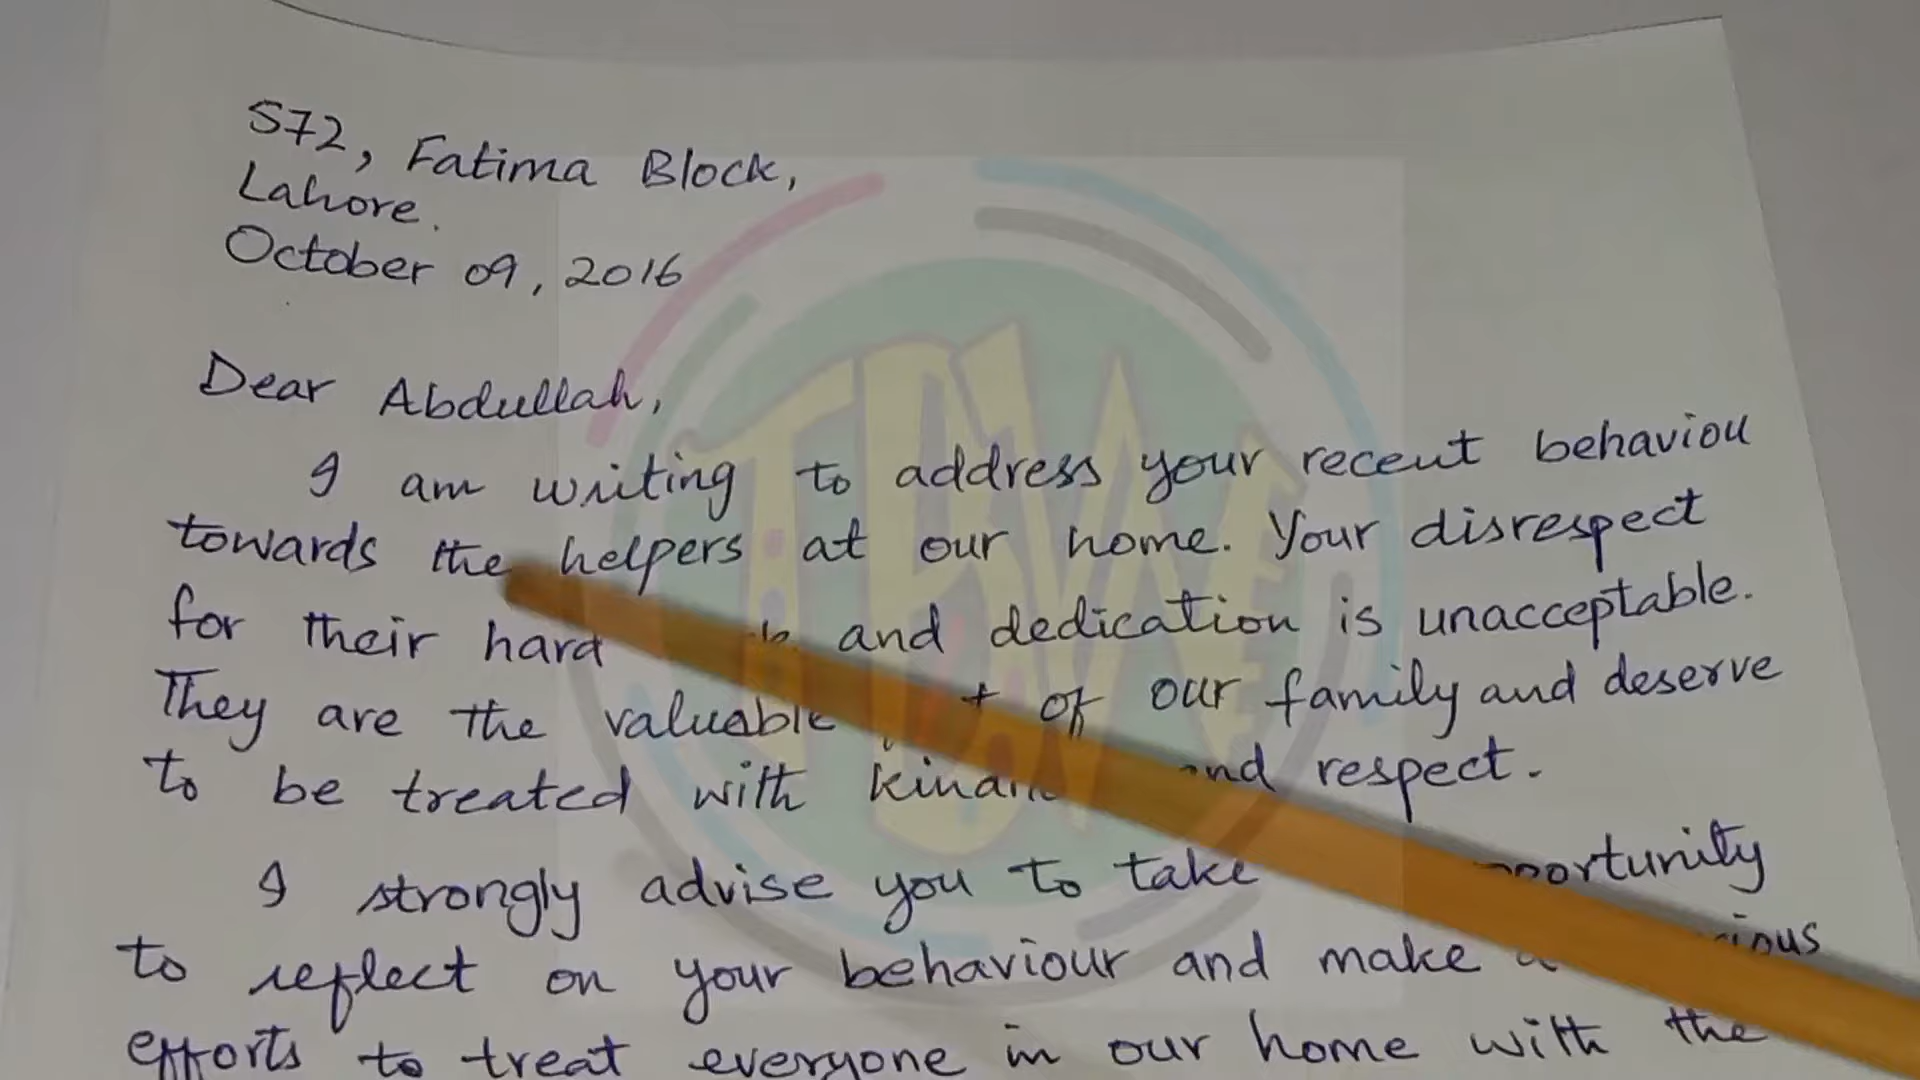 S72, Fatima Block,
Lahore.
October 09, 2016
Dear Abdullah,
I am writing to address your recent behaviou
towards the helpers at our home. Your disrespect
for their hard and dedication is unacceptable.
They are the valuable of our family and deserve
to be treated with and respect.
I strongly advise you to take
to reflect on your behaviour and make
efforts to treat everyone in our home with the